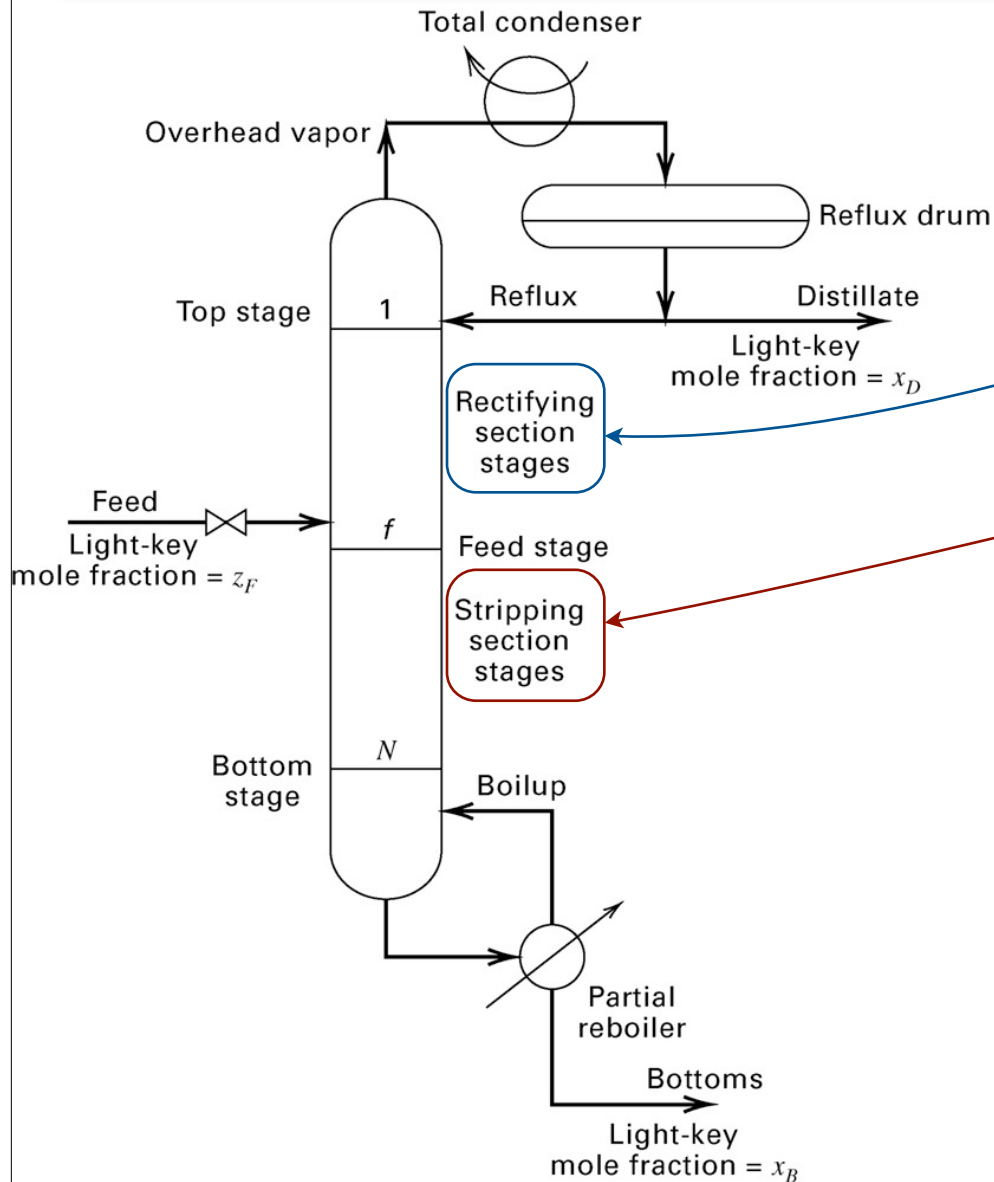 Total condenser
Overhead vapor
Reflux drum
Top stage
1
Reflux
Distillate
Light-key
mole fraction = x_D
Rectifying
section
stages
Feed
f
Light-key
mole fraction = z_F
Feed stage
Stripping
section
stages
N
Bottom
stage
Boilup
Partial
reboiler
Bottoms
Light-key
mole fraction = x_B